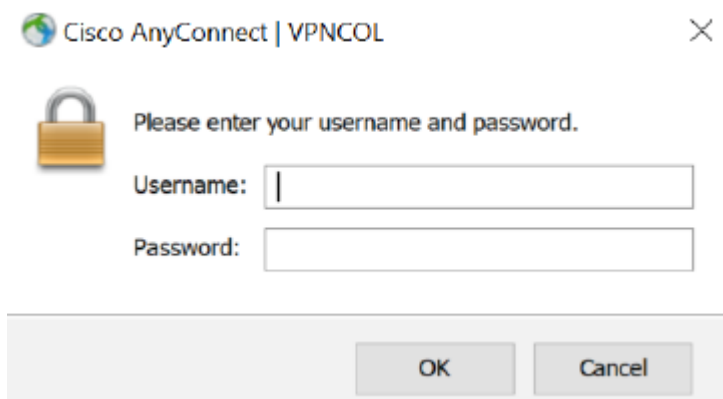 Cisco AnyConnect | VPNCOL
Please enter your username and password.
Username:
Password:
OK Cancel